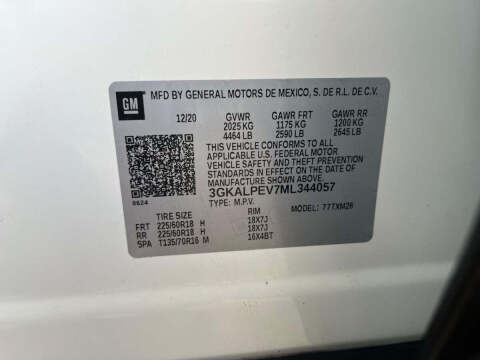 GM MFD BY GENERAL MOTORS DE MEXICO, S. DE R.L. DE C.V.
12/20 GVWR GAWR FRT GAWR RR
2025 KG 1175 KG 1200 KG
4464 LB 2590 LB 2645 LB
THIS VEHICLE CONFORMS TO ALL
APPLICABLE U.S. FEDERAL MOTOR
VEHICLE SAFETY AND THEFT PREVENTION
STANDARDS IN EFFECT ON THE DATE OF
MANUFACTURE SHOWN ABOVE.
3GKALPEV7ML344057
0624 TYPE: M.P.V. MODEL: 77TXM26
TIRE SIZE RIM
FRT 225/60R18 H 18X7J
RR 225/60R18 H 18X7J
SPA T135/70R16 M 16X4BT